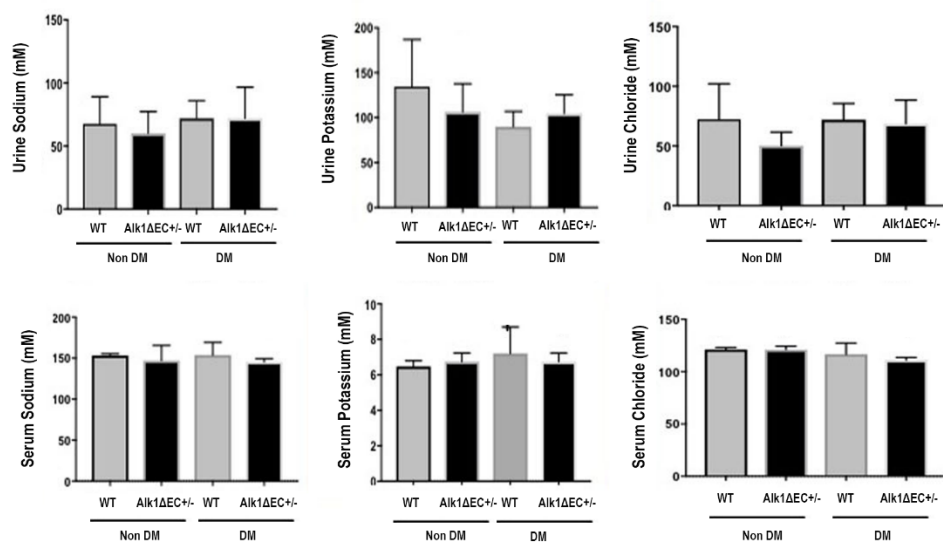 Urine Sodium (mM)
150
100
50
0
WT Alk1ΔEC+/- WT Alk1ΔEC+/-
Non DM DM
Urine Potassium (mM)
200
150
100
50
0
WT Alk1ΔEC+/- WT Alk1ΔEC+/-
Non DM DM
Urine Chloride (mM)
150
100
50
0
WT Alk1ΔEC+/- WT Alk1ΔEC+/-
Non DM DM
Serum Sodium (mM)
200
150
100
50
0
WT Alk1ΔEC+/- WT Alk1ΔEC+/-
Non DM DM
Serum Potassium (mM)
8
6
4
2
0
WT Alk1ΔEC+/- WT Alk1ΔEC+/-
Non DM DM
Serum Chloride (mM)
150
100
50
0
WT Alk1ΔEC+/- WT Alk1ΔEC+/-
Non DM DM